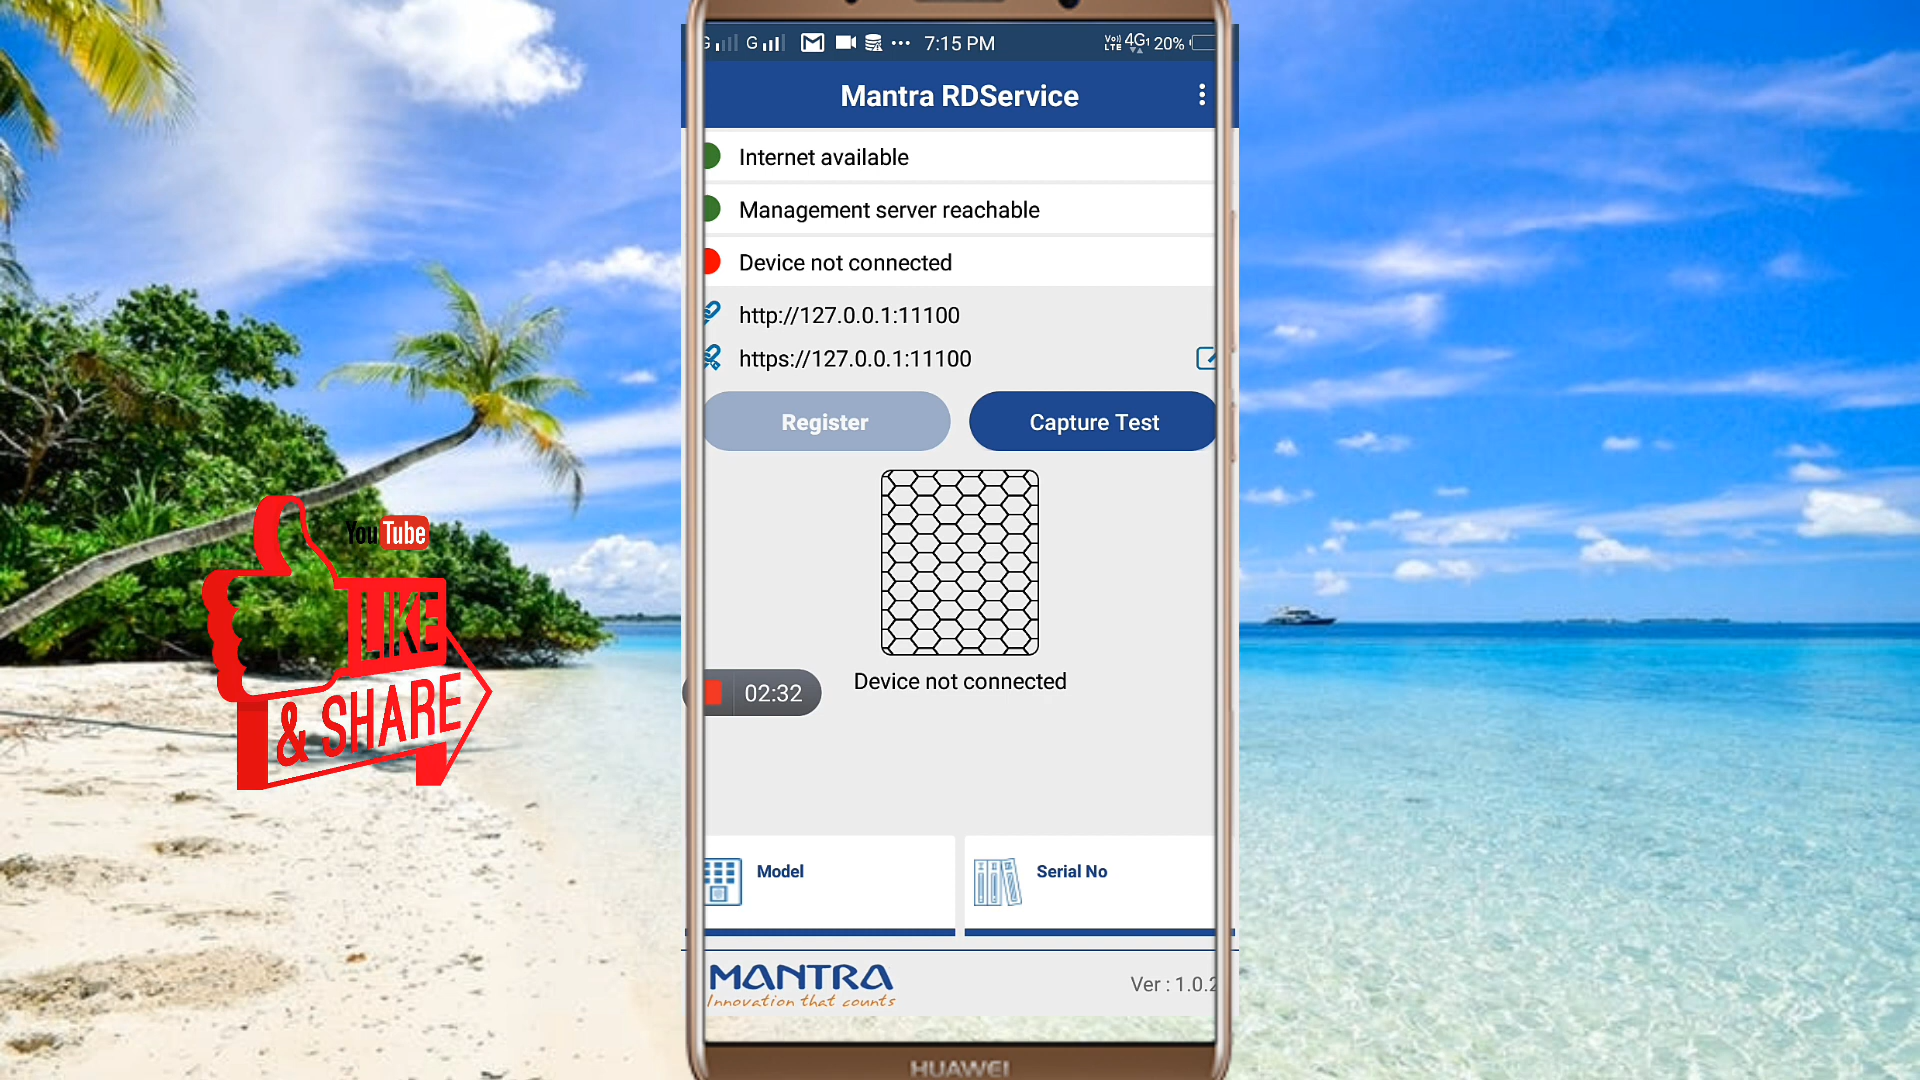 G G 7:15 PM VoLTE 4G 20%
Mantra RDService
Internet available
Management server reachable
Device not connected
http://127.0.0.1:11100
https://127.0.0.1:11100
Register
Capture Test
Device not connected
02:32
YouTube
LIKE
& SHARE
Model
Serial No
MANTRA
Innovation that counts
Ver : 1.0.2
HUAWEI